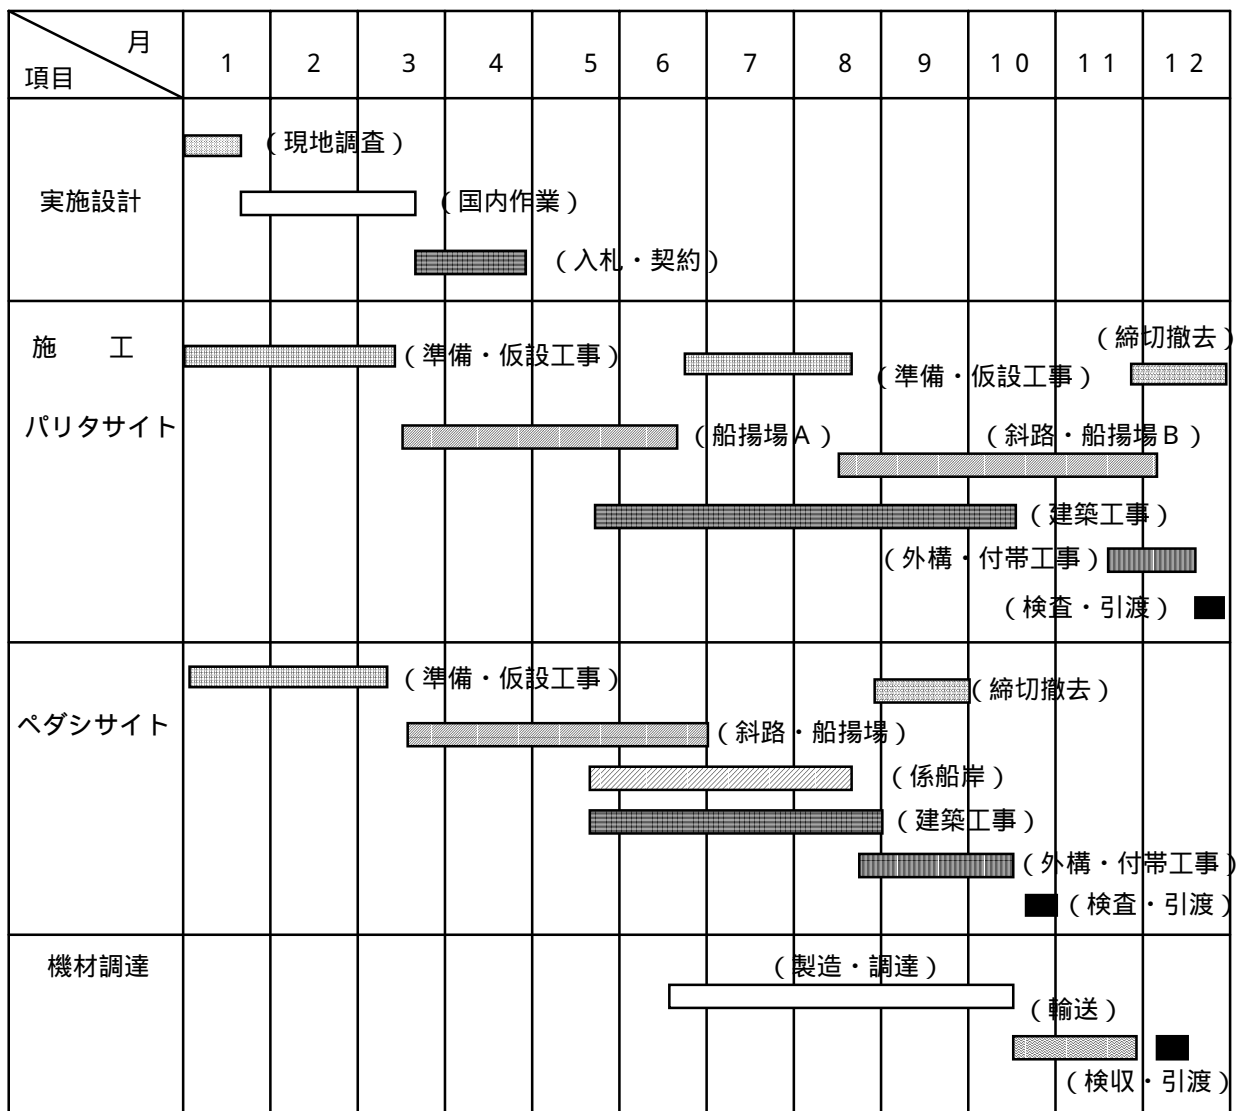 月
項目
1 2 3 4 5 6 7 8 9 10 11 12
(現地調査)
実施設計
(国内作業)
(入札・契約)
(締切撤去)
施 工
(準備・仮設工事)
(準備・仮設工事)
パリタサイト
(船揚場A)
(斜路・船揚場B)
(建築工事)
(外構・付帯工事)
(検査・引渡)
(準備・仮設工事)
(締切撤去)
ペダシサイト
(斜路・船揚場)
(係船岸)
(建築工事)
(外構・付帯工事)
(検査・引渡)
機材調達
(製造・調達)
(輸送)
(検収・引渡)